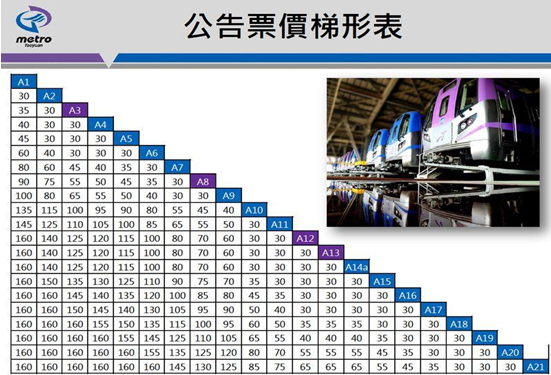 metro
taoyuan
公告票價梯形表
A1
30 A2
35 30 A3
40 30 30 A4
45 30 30 30 A5
60 40 30 30 30 A6
80 60 45 40 35 30 A7
90 75 55 50 45 35 30 A8
100 80 65 55 50 40 30 30 A9
135 115 100 95 90 80 55 45 40 A10
145 125 110 105 100 85 65 55 50 30 A11
160 140 125 120 115 100 80 70 60 30 30 A12
160 140 125 120 115 100 80 70 60 30 30 30 A13
160 140 125 120 115 100 80 70 60 30 30 30 30 A14a
160 150 135 130 125 110 90 75 70 35 30 30 30 30 A15
160 160 145 140 135 120 100 85 80 45 35 30 30 30 30 A16
160 160 150 145 140 130 105 95 90 50 40 30 30 30 30 30 A17
160 160 160 155 150 135 115 100 95 60 50 35 35 35 30 30 30 A18
160 160 160 160 155 145 125 110 105 65 55 40 40 40 35 30 30 30 A19
160 160 160 160 160 155 135 125 120 80 70 55 55 55 45 35 30 30 30 A20
160 160 160 160 160 160 145 130 125 85 75 65 65 65 55 45 35 30 30 30 A21